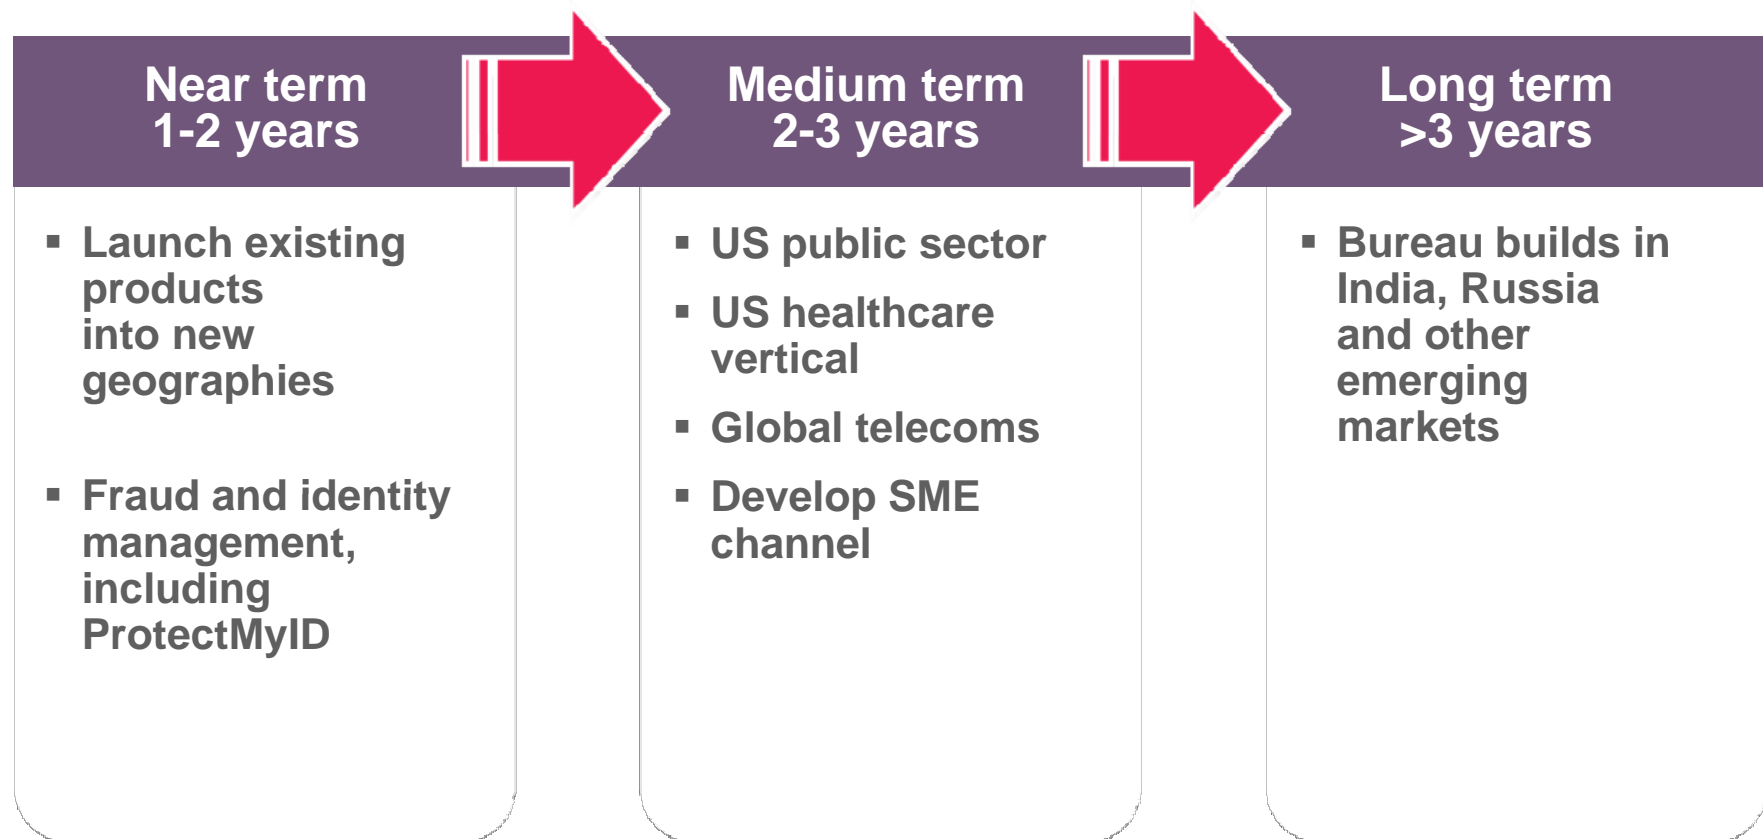 Near term
1-2 years
Medium term
2-3 years
Long term
>3 years
▪ Launch existing
products
into new
geographies
▪ Fraud and identity
management,
including
ProtectMyID
▪ US public sector
▪ US healthcare
vertical
▪ Global telecoms
▪ Develop SME
channel
▪ Bureau builds in
India, Russia
and other
emerging
markets